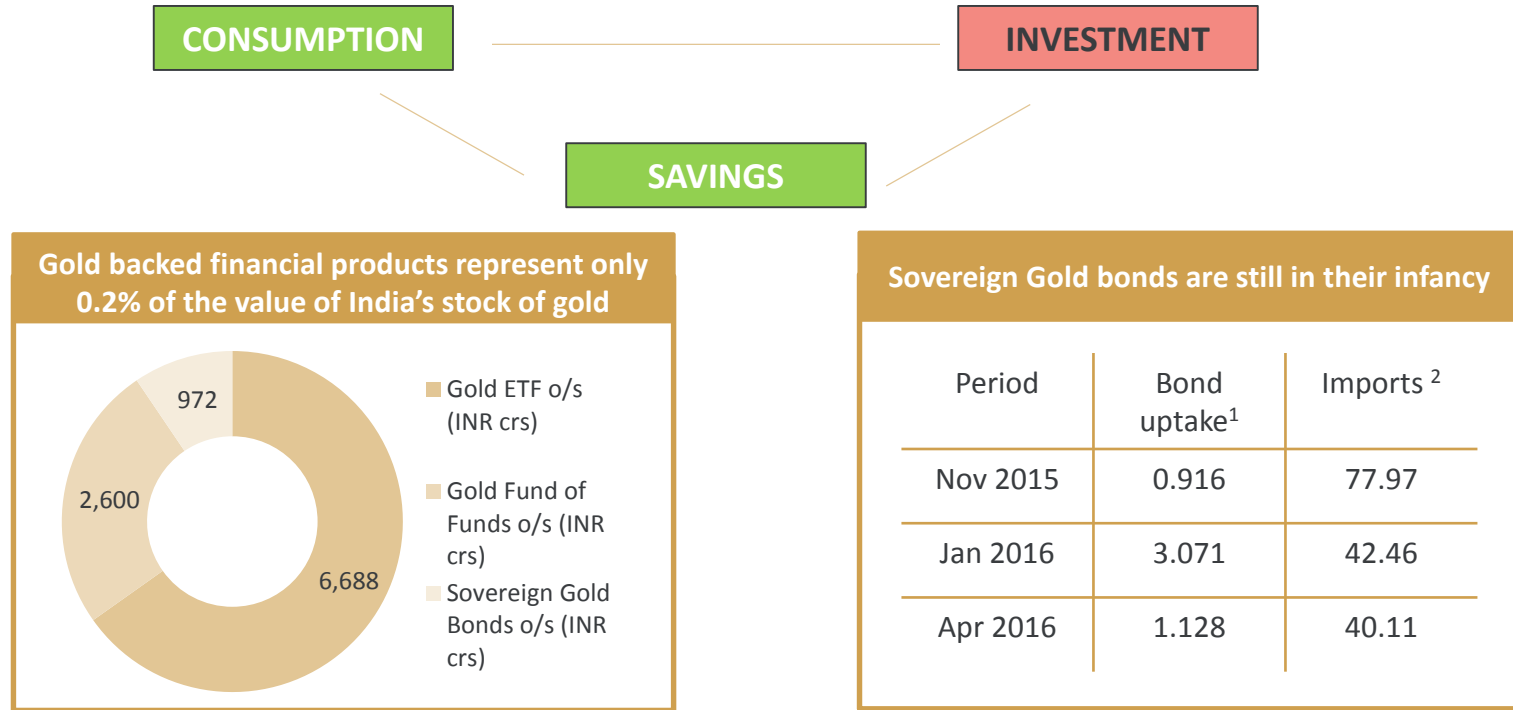 CONSUMPTION
INVESTMENT
SAVINGS
Gold backed financial products represent only
0.2% of the value of India’s stock of gold
972
2,600
6,688
Gold ETF o/s
(INR crs)
Gold Fund of
Funds o/s (INR
crs)
Sovereign Gold
Bonds o/s (INR
crs)
Sovereign Gold bonds are still in their infancy
Period Bond Imports ²
uptake¹
Nov 2015 0.916 77.97
Jan 2016 3.071 42.46
Apr 2016 1.128 40.11